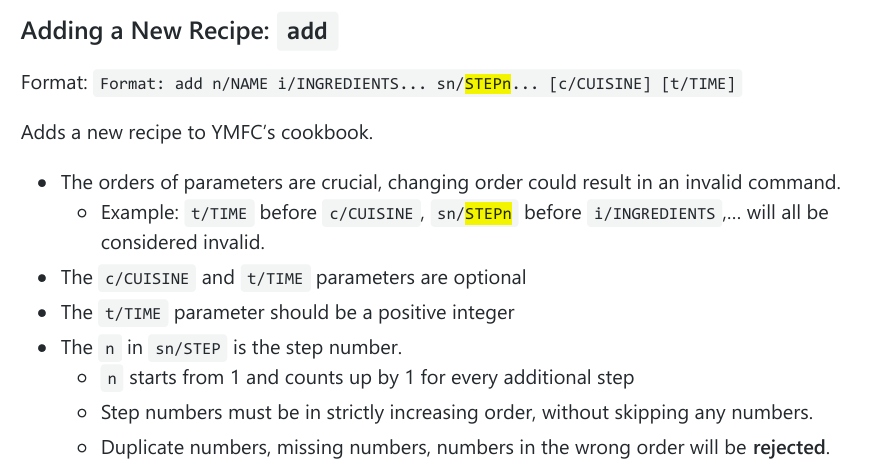 Adding a New Recipe: add
Format: Format: add n/NAME i/INGREDIENTS... sn/STEPn... [c/CUISINE] [t/TIME]
Adds a new recipe to YMFC’s cookbook.
The orders of parameters are crucial, changing order could result in an invalid command.
Example: t/TIME before c/CUISINE , sn/STEPn before i/INGREDIENTS ,… will all be
considered invalid.
The c/CUISINE and t/TIME parameters are optional
The t/TIME parameter should be a positive integer
The n in sn/STEP is the step number.
n starts from 1 and counts up by 1 for every additional step
Step numbers must be in strictly increasing order, without skipping any numbers.
Duplicate numbers, missing numbers, numbers in the wrong order will be rejected.